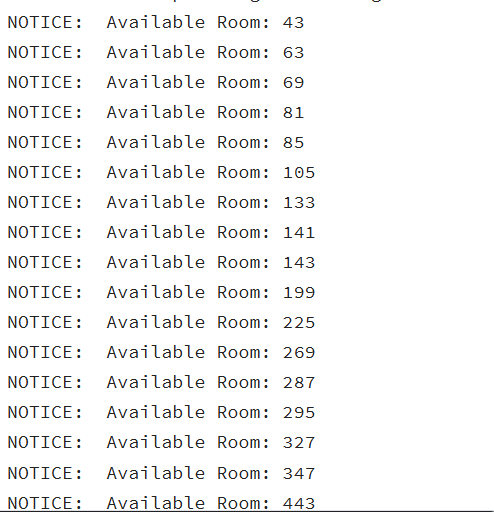 NOTICE:  Available Room: 43
NOTICE:  Available Room: 63
NOTICE:  Available Room: 69
NOTICE:  Available Room: 81
NOTICE:  Available Room: 85
NOTICE:  Available Room: 105
NOTICE:  Available Room: 133
NOTICE:  Available Room: 141
NOTICE:  Available Room: 143
NOTICE:  Available Room: 199
NOTICE:  Available Room: 225
NOTICE:  Available Room: 269
NOTICE:  Available Room: 287
NOTICE:  Available Room: 295
NOTICE:  Available Room: 327
NOTICE:  Available Room: 347
NOTICE:  Available Room: 443